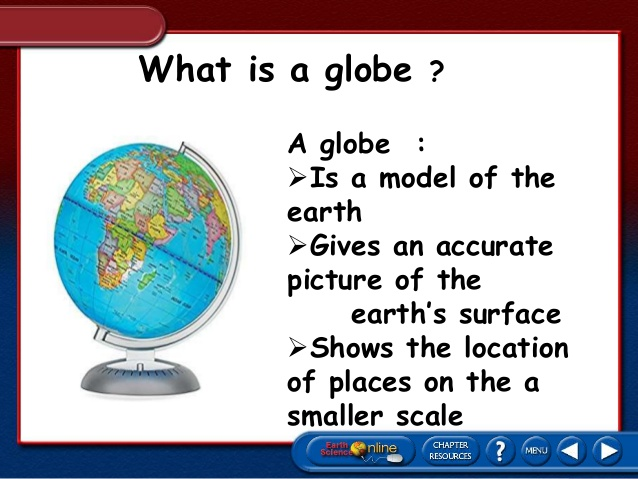 What is a globe ?
A globe :
➢Is a model of the
earth
➢Gives an accurate
picture of the
earth's surface
➢Shows the location
of places on the a
smaller scale
Earth
Science
Online
CHAPTER
RESOURCES
?
MENU